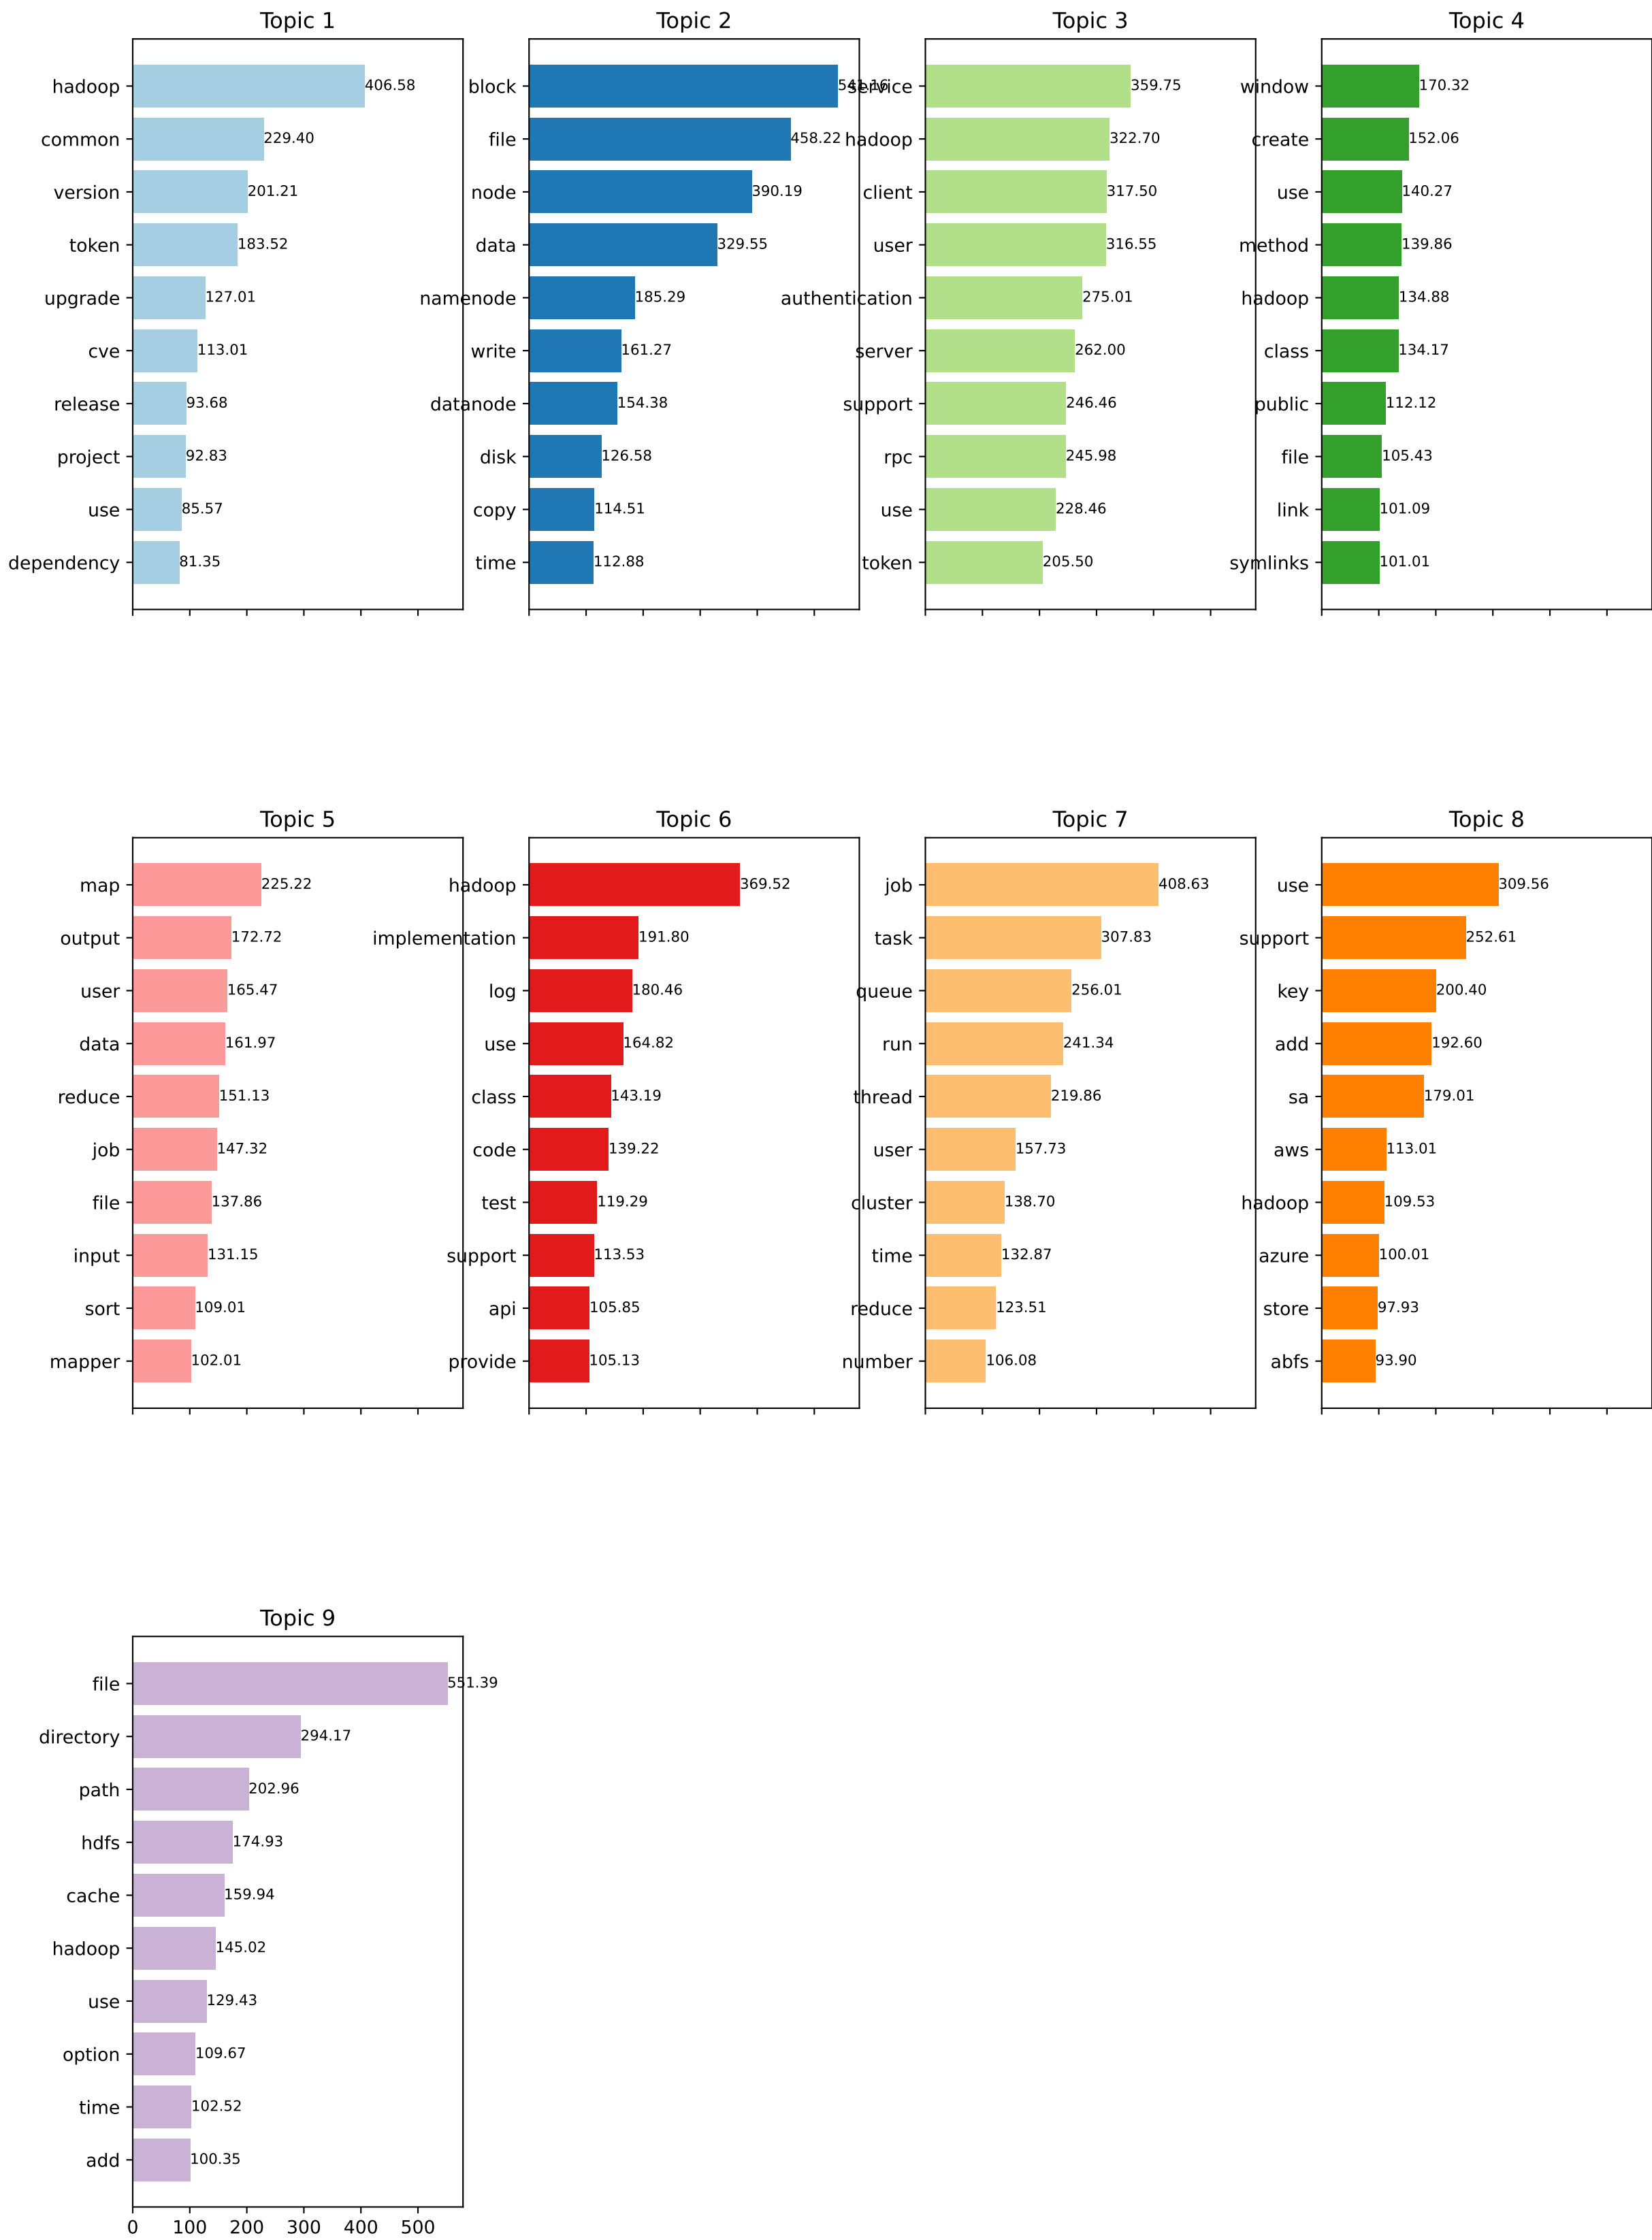 Topic 1
hadoop 406.58
common 229.40
version 201.21
token 183.52
upgrade 127.01
cve 113.01
release 93.68
project 92.83
use 85.57
dependency 81.35
Topic 2
block 541.16
file 458.22
node 390.19
data 329.55
namenode 185.29
write 161.27
datanode 154.38
disk 126.58
copy 114.51
time 112.88
Topic 3
service 359.75
hadoop 322.70
client 317.50
user 316.55
authentication 275.01
server 262.00
support 246.46
rpc 245.98
use 228.46
token 205.50
Topic 4
window 170.32
create 152.06
use 140.27
method 139.86
hadoop 134.88
class 134.17
public 112.12
file 105.43
link 101.09
symlinks 101.01
Topic 5
map 225.22
output 172.72
user 165.47
data 161.97
reduce 151.13
job 147.32
file 137.86
input 131.15
sort 109.01
mapper 102.01
Topic 6
hadoop 369.52
implementation 191.80
log 180.46
use 164.82
class 143.19
code 139.22
test 119.29
support 113.53
api 105.85
provide 105.13
Topic 7
job 408.63
task 307.83
queue 256.01
run 241.34
thread 219.86
user 157.73
cluster 138.70
time 132.87
reduce 123.51
number 106.08
Topic 8
use 309.56
support 252.61
key 200.40
add 192.60
sa 179.01
aws 113.01
hadoop 109.53
azure 100.01
store 97.93
abfs 93.90
Topic 9
file 551.39
directory 294.17
path 202.96
hdfs 174.93
cache 159.94
hadoop 145.02
use 129.43
option 109.67
time 102.52
add 100.35
0 100 200 300 400 500